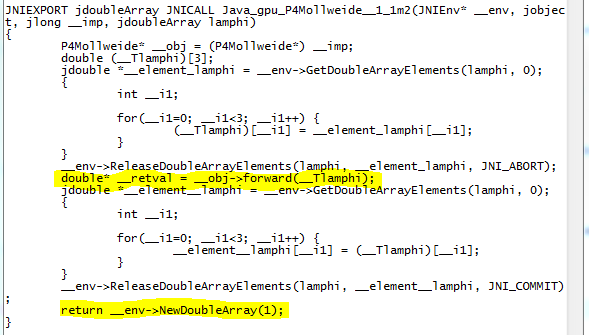 JNIEXPORT jdoubleArray JNICALL Java_gpu_P4Mollweide__1_1m2(JNIEnv* __env, jobjec
t, jlong __imp, jdoubleArray lamphi)
{
        P4Mollweide* __obj = (P4Mollweide*) __imp;
        double (__Tlamphi)[3];
        jdouble *__element_lamphi = __env->GetDoubleArrayElements(lamphi, 0);
        {
                int __i1;

                for(__i1=0; __i1<3; __i1++) {
                        (__Tlamphi)[__i1] = __element_lamphi[__i1];
                }
        }
        __env->ReleaseDoubleArrayElements(lamphi, __element_lamphi, JNI_ABORT);
        double* __retval = __obj->forward(__Tlamphi);
        jdouble *__element__lamphi = __env->GetDoubleArrayElements(lamphi, 0);
        {
                int __i1;

                for(__i1=0; __i1<3; __i1++) {
                        __element__lamphi[__i1] = (__Tlamphi)[__i1];
                }
        }
        __env->ReleaseDoubleArrayElements(lamphi, __element__lamphi, JNI_COMMIT)
;
        return __env->NewDoubleArray(1);
}